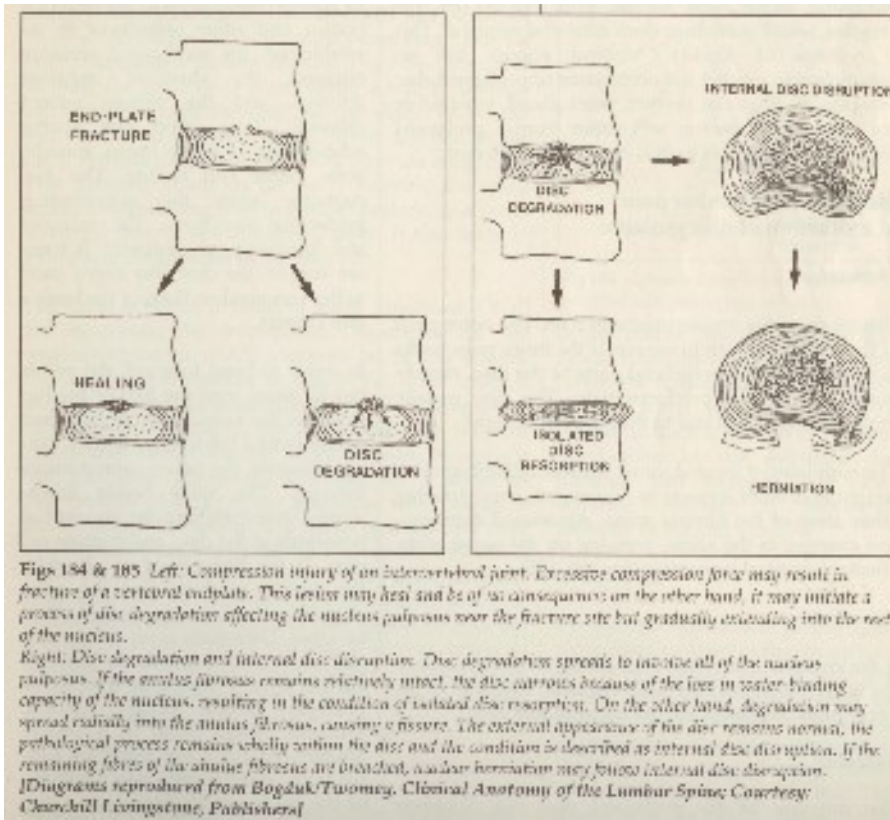 END-PLATE
FRACTURE
HEALING
DISC
DEGRADATION
DISC
DEGRADATION
INTERNAL DISC DISRUPTION
ISOLATED
DISC
RESORPTION
HERNIATION
Figs 184 & 185 Left: Compression injury of an intervertebral joint. Excessive compression force may result in
fracture of a vertebral endplate. This lesion may heal and be of no consequence; on the other hand, it may initiate a
process of disc degradation affecting the nucleus pulposus near the fracture site but gradually extending into the rest
of the nucleus.
Right: Disc degradation and internal disc disruption. Disc degradation spreads to involve all of the nucleus
pulposus. If the anulus fibrosus remains relatively intact, the disc narrows because of the loss in water-binding
capacity of the nucleus, resulting in the condition of isolated disc resorption. On the other hand, degradation may
spread radially into the anulus fibrosus, causing a fissure. The external appearance of the disc remains normal, the
pathological process remains wholly within the disc and the condition is described as internal disc disruption. If the
remaining fibres of the anulus fibrosus are breached, nuclear herniation may follow internal disc disruption.
[Diagrams reproduced from Bogduk/Twomey, Clinical Anatomy of the Lumbar Spine; Courtesy:
Churchill Livingstone, Publishers]